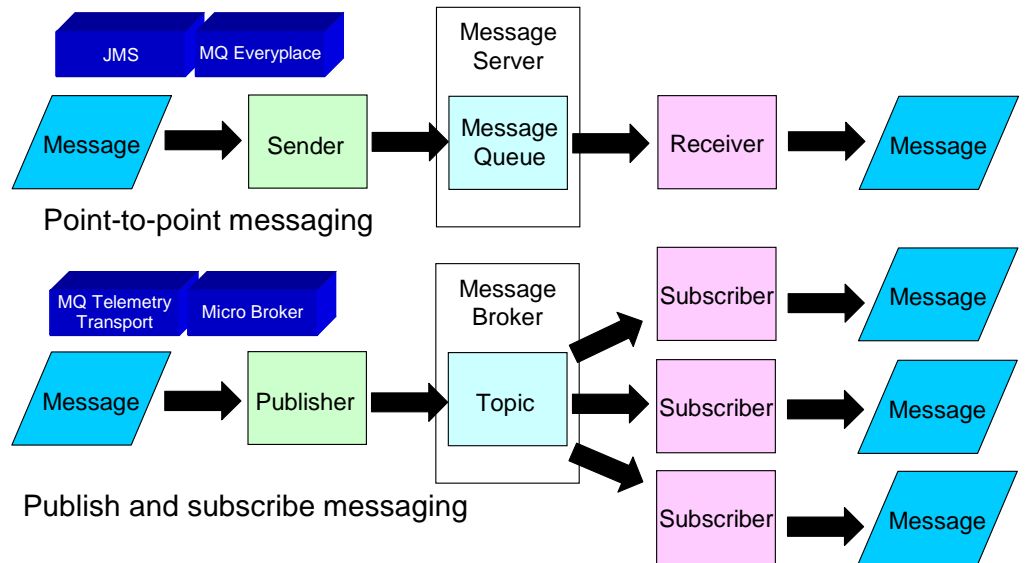 JMS
MQ Everyplace
Message
Server
Message
Sender
Message
Queue
Receiver
Message
Point-to-point messaging
MQ Telemetry
Transport
Micro Broker
Message
Broker
Subscriber
Message
Message
Publisher
Topic
Subscriber
Message
Publish and subscribe messaging
Subscriber
Message